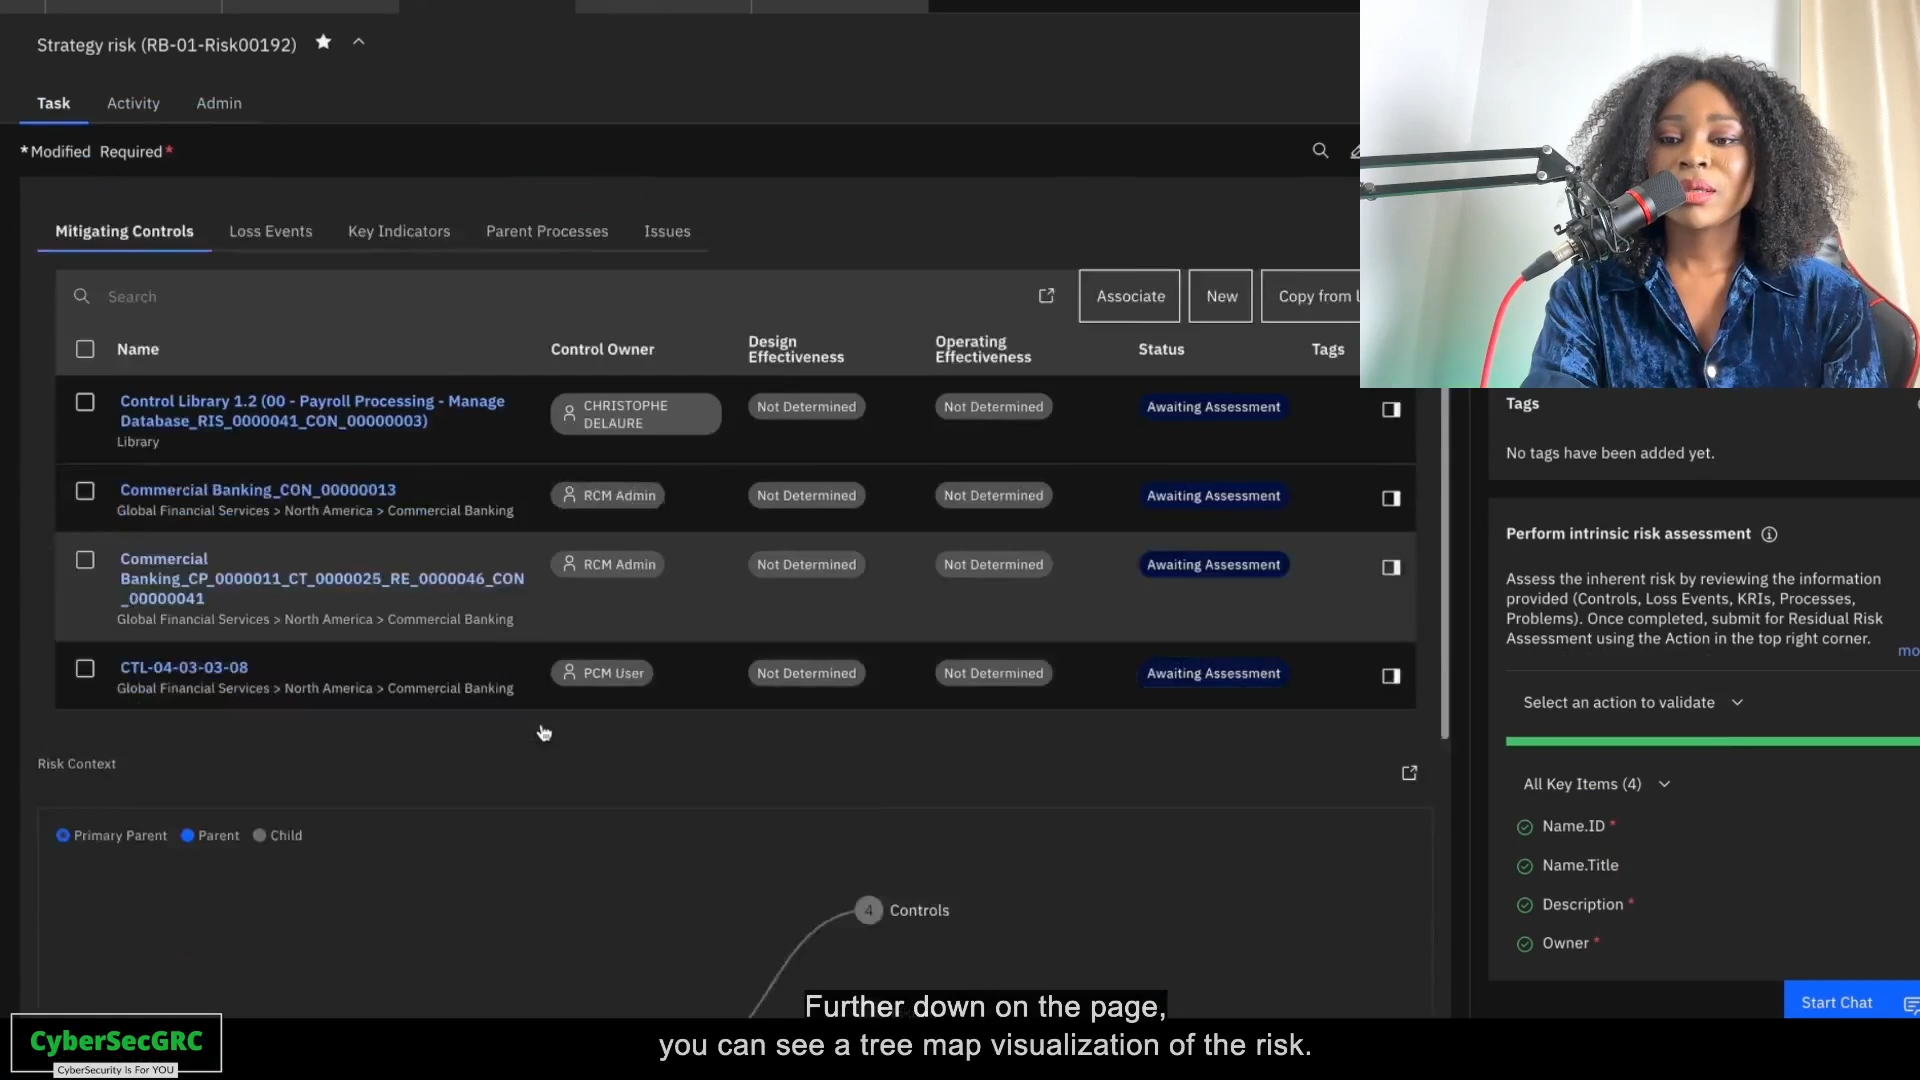 Strategy risk (RB-01-Risk00192)
Task Activity Admin
*Modified Required*
Mitigating Controls Loss Events Key Indicators Parent Processes Issues
Search
Associate New Copy from L
Name Control Owner Design Effectiveness Operating Effectiveness Status Tags
Control Library 1.2 (00 - Payroll Processing - Manage
Database_RIS_0000041_CON_00000003)
Library
CHRISTOPHE
DELAURE
Not Determined Not Determined Awaiting Assessment
Commercial Banking_CON_00000013
Global Financial Services > North America > Commercial Banking
RCM Admin Not Determined Not Determined Awaiting Assessment
Commercial
Banking_CP_0000011_CT_0000025_RE_0000046_CON
_00000041
Global Financial Services > North America > Commercial Banking
RCM Admin Not Determined Not Determined Awaiting Assessment
CTL-04-03-03-08
Global Financial Services > North America > Commercial Banking
PCM User Not Determined Not Determined Awaiting Assessment
Risk Context
Primary Parent Parent Child
4 Controls
Tags
No tags have been added yet.
Perform intrinsic risk assessment
Assess the inherent risk by reviewing the information
provided (Controls, Loss Events, KRIs, Processes,
Problems). Once completed, submit for Residual Risk
Assessment using the Action in the top right corner.
mo
Select an action to validate
All Key Items (4)
Name.ID *
Name.Title
Description *
Owner *
Start Chat
Further down on the page,
you can see a tree map visualization of the risk.
CyberSecGRC
CyberSecurity Is For YOU